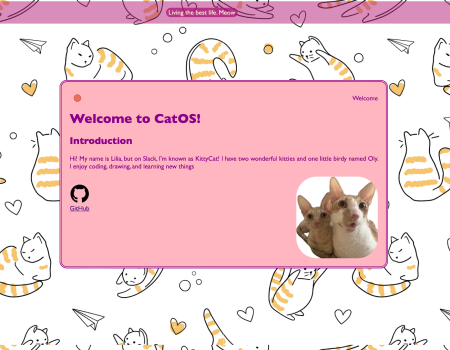 Living the best life. Meow
Welcome
Welcome to CatOS!
Introduction
Hi! My name is Lilia, but on Slack, I'm known as KittyCat! I have two wonderful kitties and one little birdy named Oly.
I enjoy coding, drawing, and learning new things
GitHub